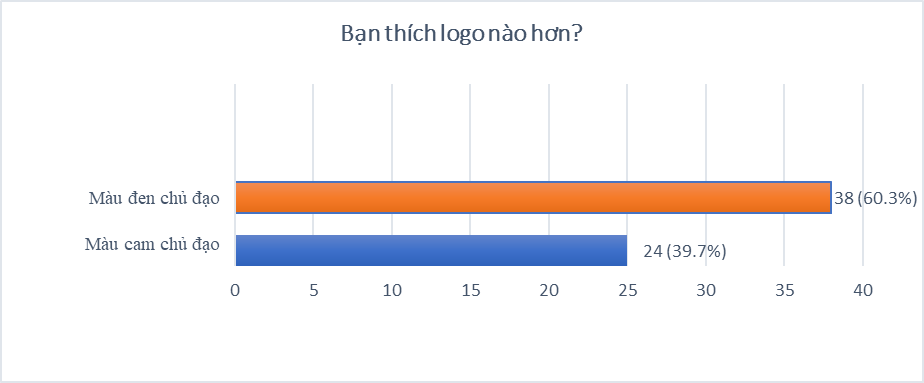 Bạn thích logo nào hơn?
Màu đen chủ đạo
38 (60.3%)
Màu cam chủ đạo
24 (39.7%)
0 5 10 15 20 25 30 35 40